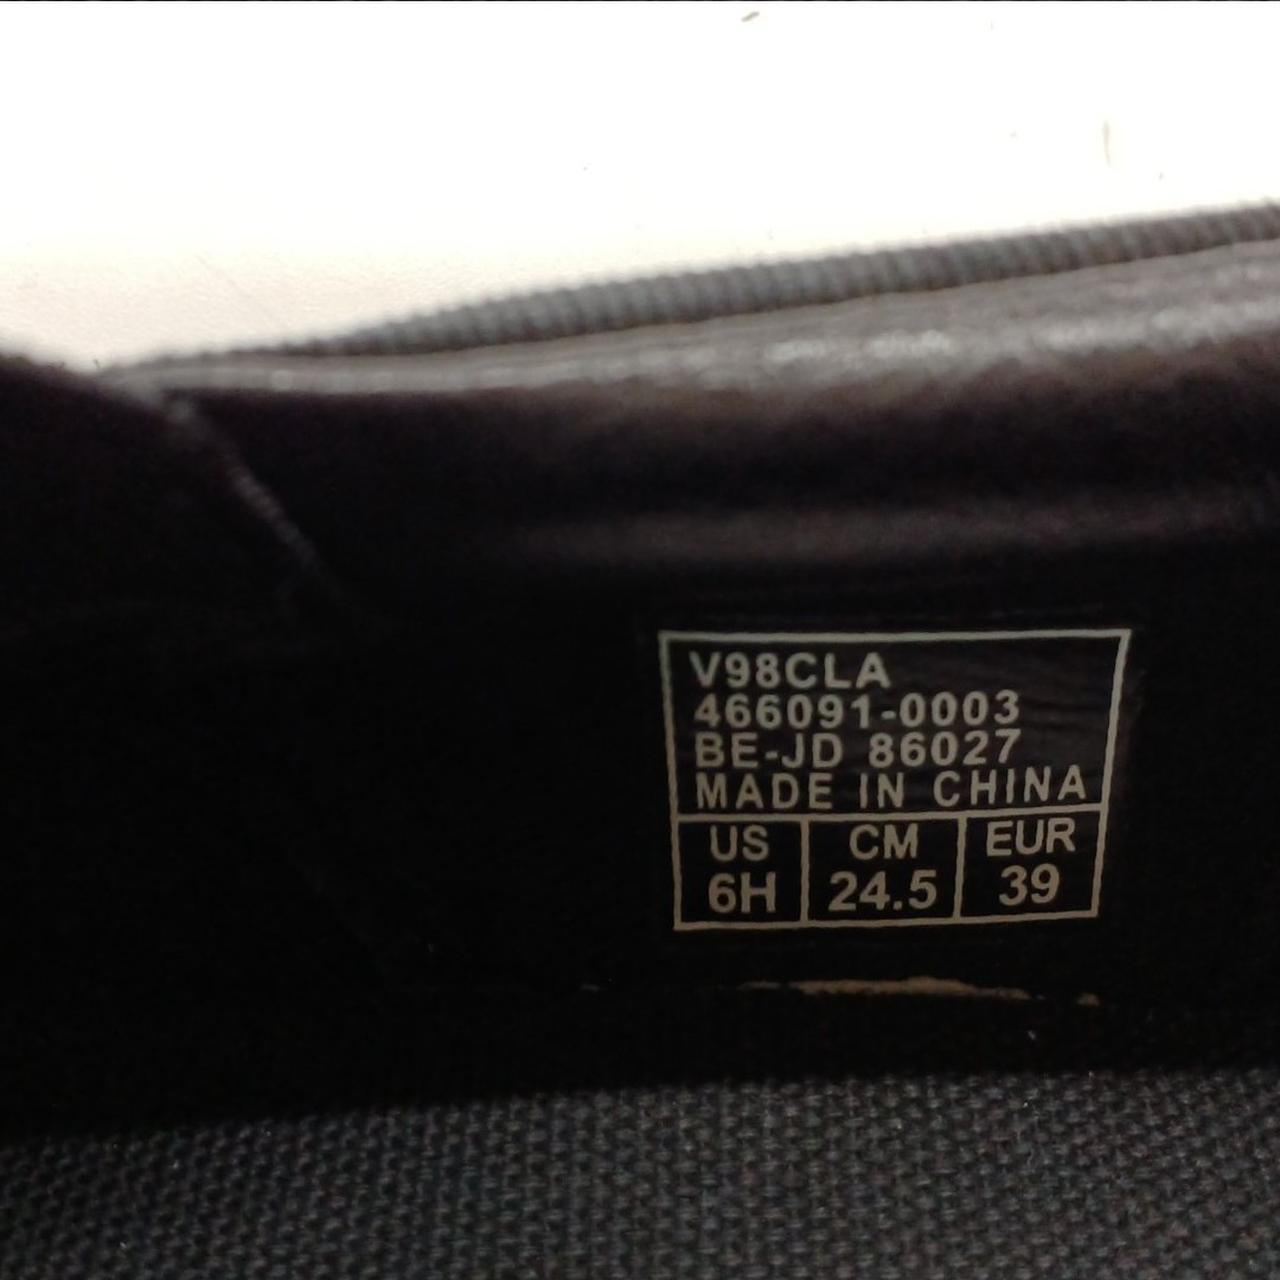 V98CLA
466091-0003
BE-JD 86027
MADE IN CHINA
US CM EUR
6H 24.5 39